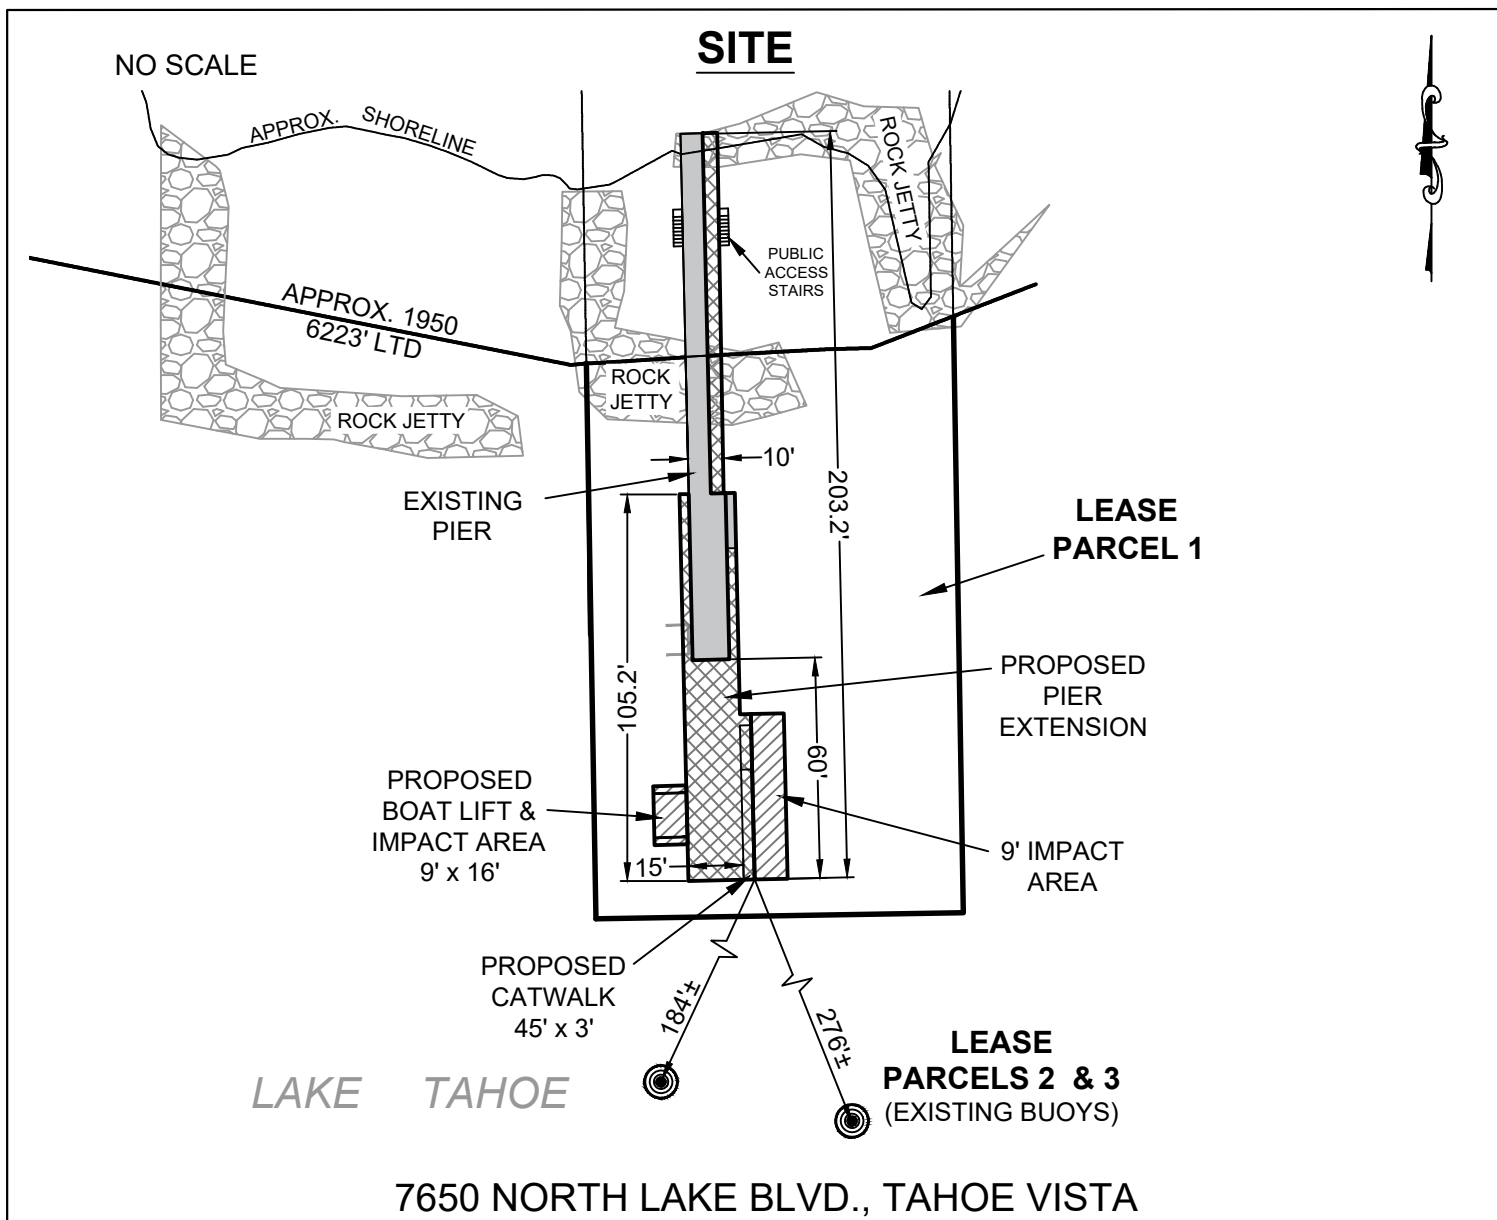 SITE
NO SCALE
APPROX. SHORELINE
ROCK JETTY
PUBLIC
ACCESS
STAIRS
APPROX. 1950
6223' LTD
ROCK
JETTY
ROCK JETTY
10'
203.2'
EXISTING
PIER
LEASE
PARCEL 1
105.2'
PROPOSED
PIER
EXTENSION
60'
PROPOSED
BOAT LIFT &
IMPACT AREA
9' x 16'
15'
9' IMPACT
AREA
PROPOSED
CATWALK
45' x 3'
184'±
276'±
LEASE
PARCELS 2 & 3
(EXISTING BUOYS)
LAKE TAHOE
7650 NORTH LAKE BLVD., TAHOE VISTA